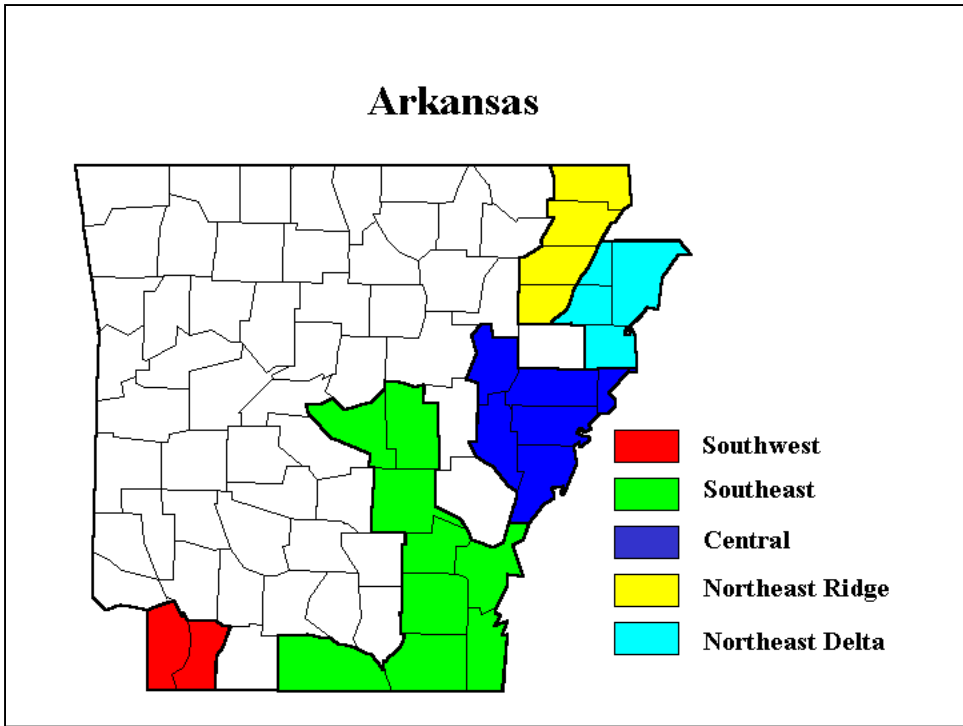 Arkansas
Southwest
Southeast
Central
Northeast Ridge
Northeast Delta